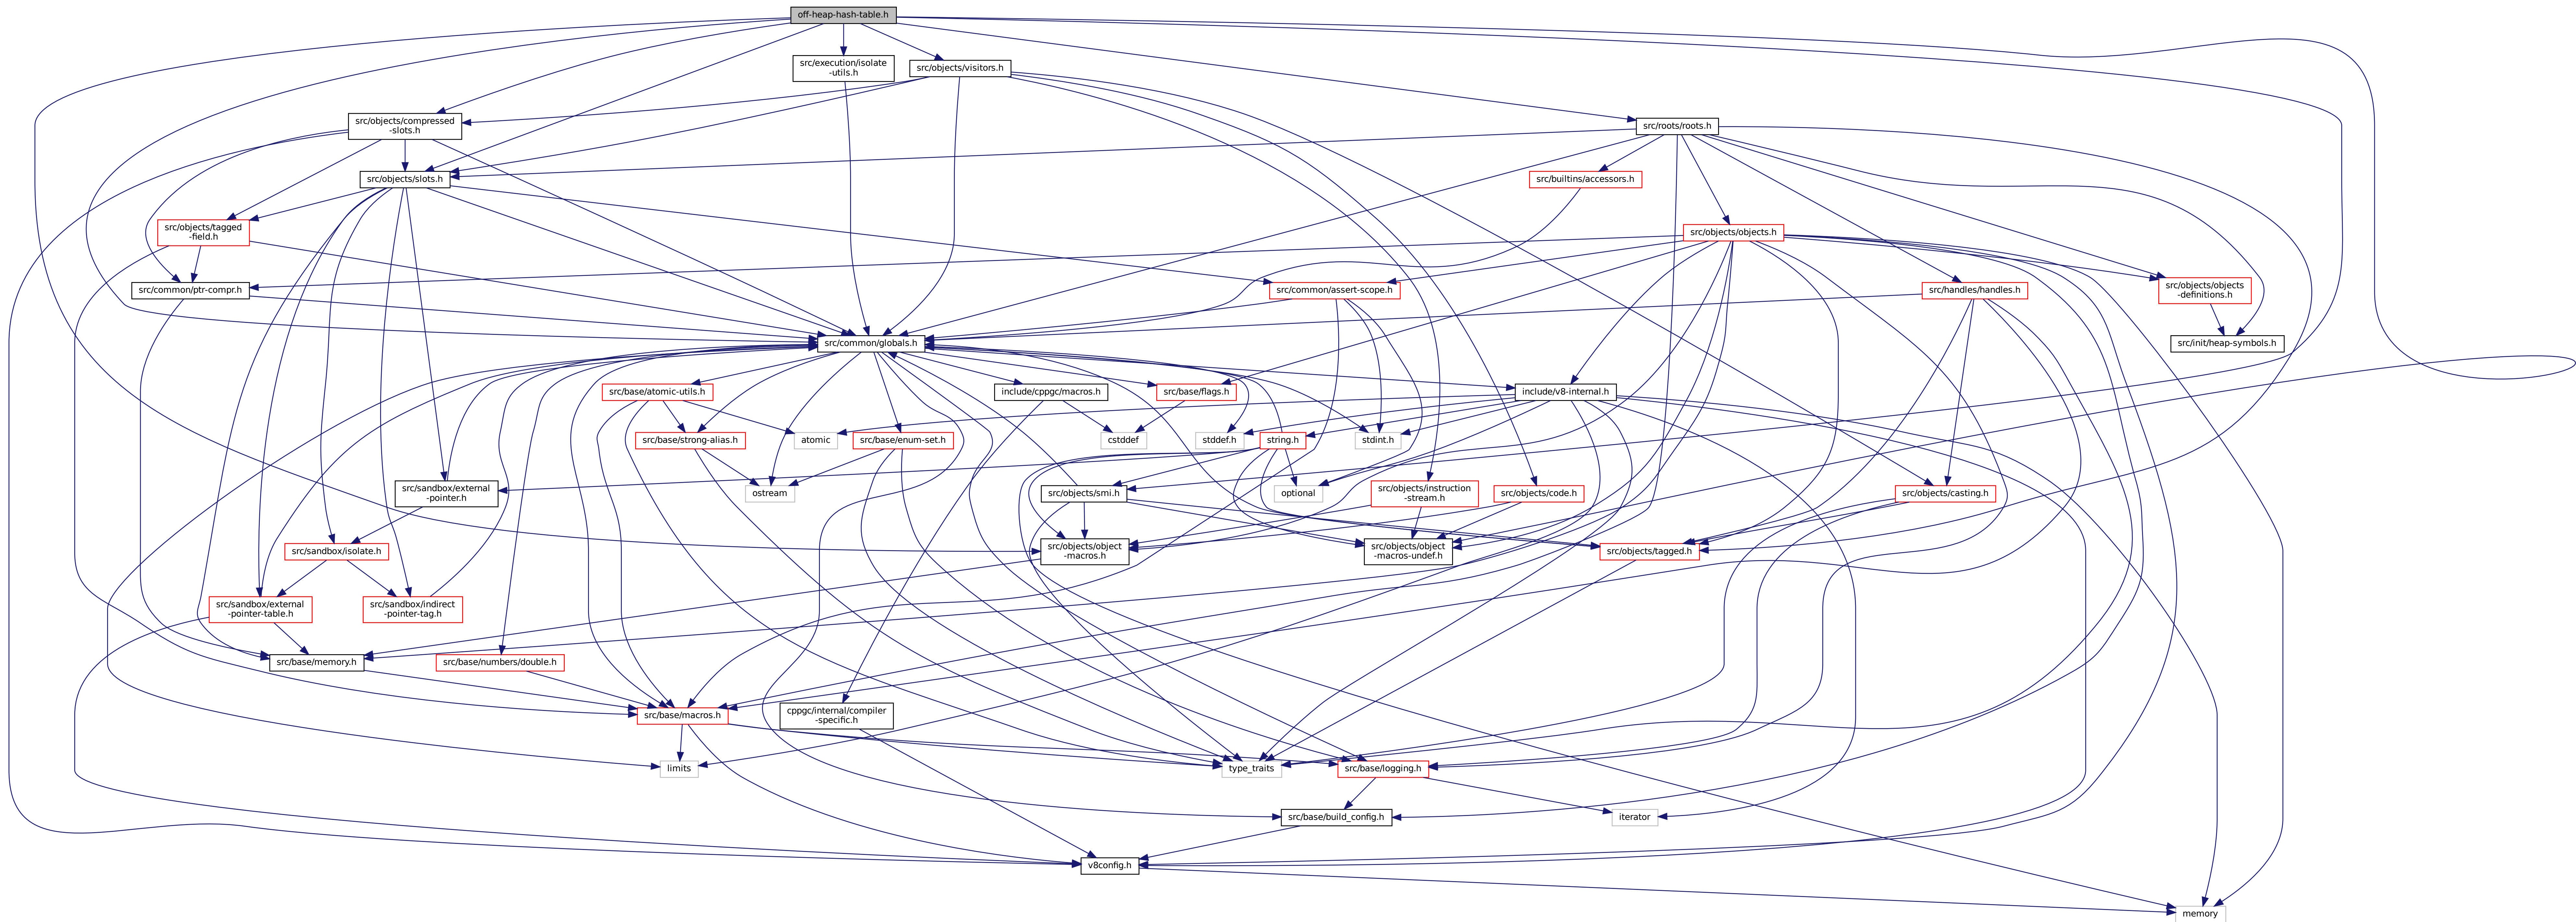 off-heap-hash-table.h
src/execution/isolate
-utils.h
src/objects/visitors.h
src/objects/compressed
-slots.h
src/roots/roots.h
src/objects/slots.h
src/builtins/accessors.h
src/objects/tagged
-field.h
src/objects/objects.h
src/common/ptr-compr.h
src/common/assert-scope.h
src/handles/handles.h
src/objects/objects
-definitions.h
src/common/globals.h
src/init/heap-symbols.h
src/base/atomic-utils.h
include/cppgc/macros.h
src/base/flags.h
include/v8-internal.h
src/base/strong-alias.h
atomic
src/base/enum-set.h
cstddef
stddef.h
string.h
stdint.h
src/sandbox/external
-pointer.h
ostream
src/objects/smi.h
optional
src/objects/instruction
-stream.h
src/objects/code.h
src/objects/casting.h
src/sandbox/isolate.h
src/objects/object
-macros.h
src/objects/object
-macros-undef.h
src/objects/tagged.h
src/sandbox/external
-pointer-table.h
src/sandbox/indirect
-pointer-tag.h
src/base/memory.h
src/base/numbers/double.h
src/base/macros.h
cppgc/internal/compiler
-specific.h
limits
type_traits
src/base/logging.h
src/base/build_config.h
iterator
v8config.h
memory